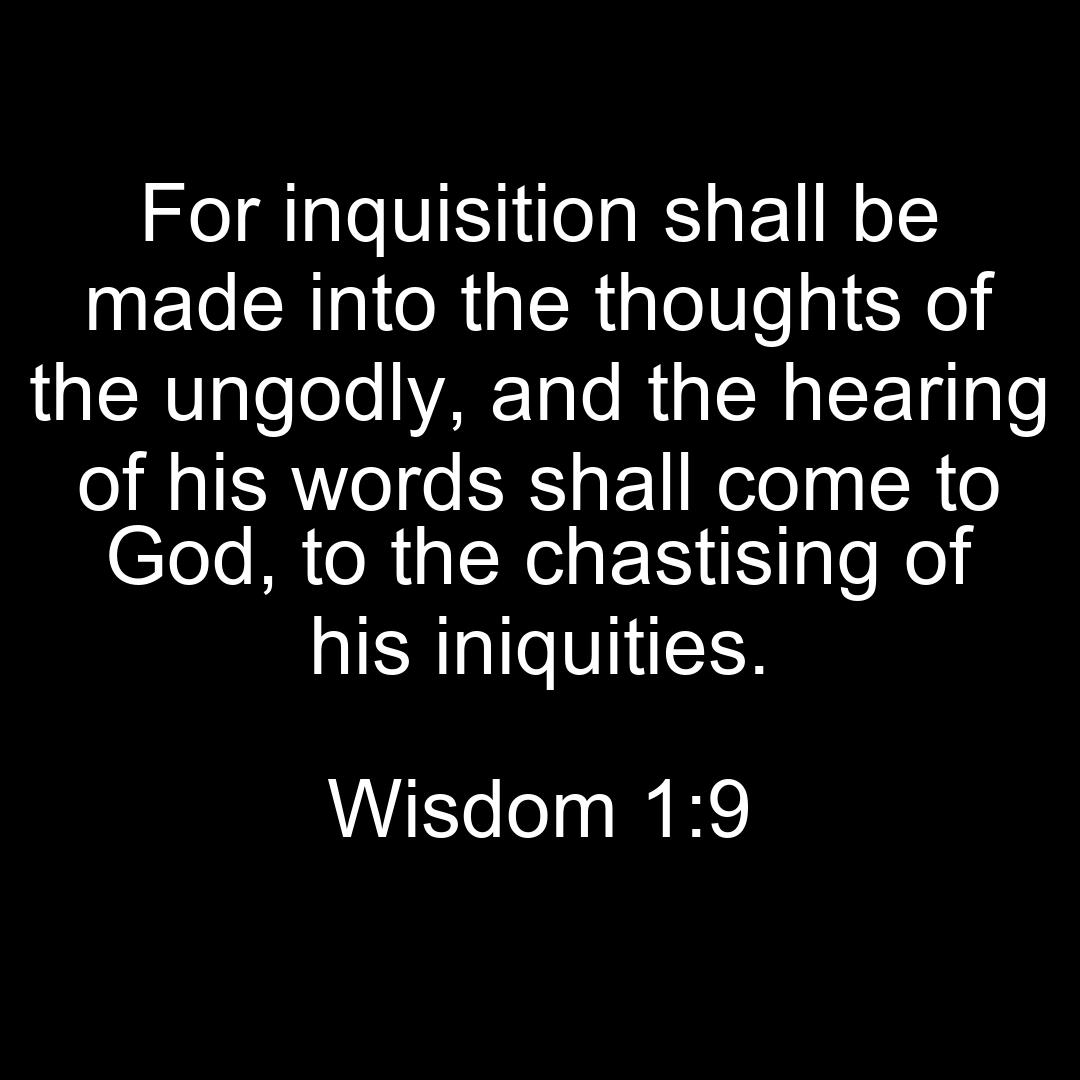 For inquisition shall be
made into the thoughts of
the ungodly, and the hearing
of his words shall come to
God, to the chastising of
his iniquities.
Wisdom 1:9